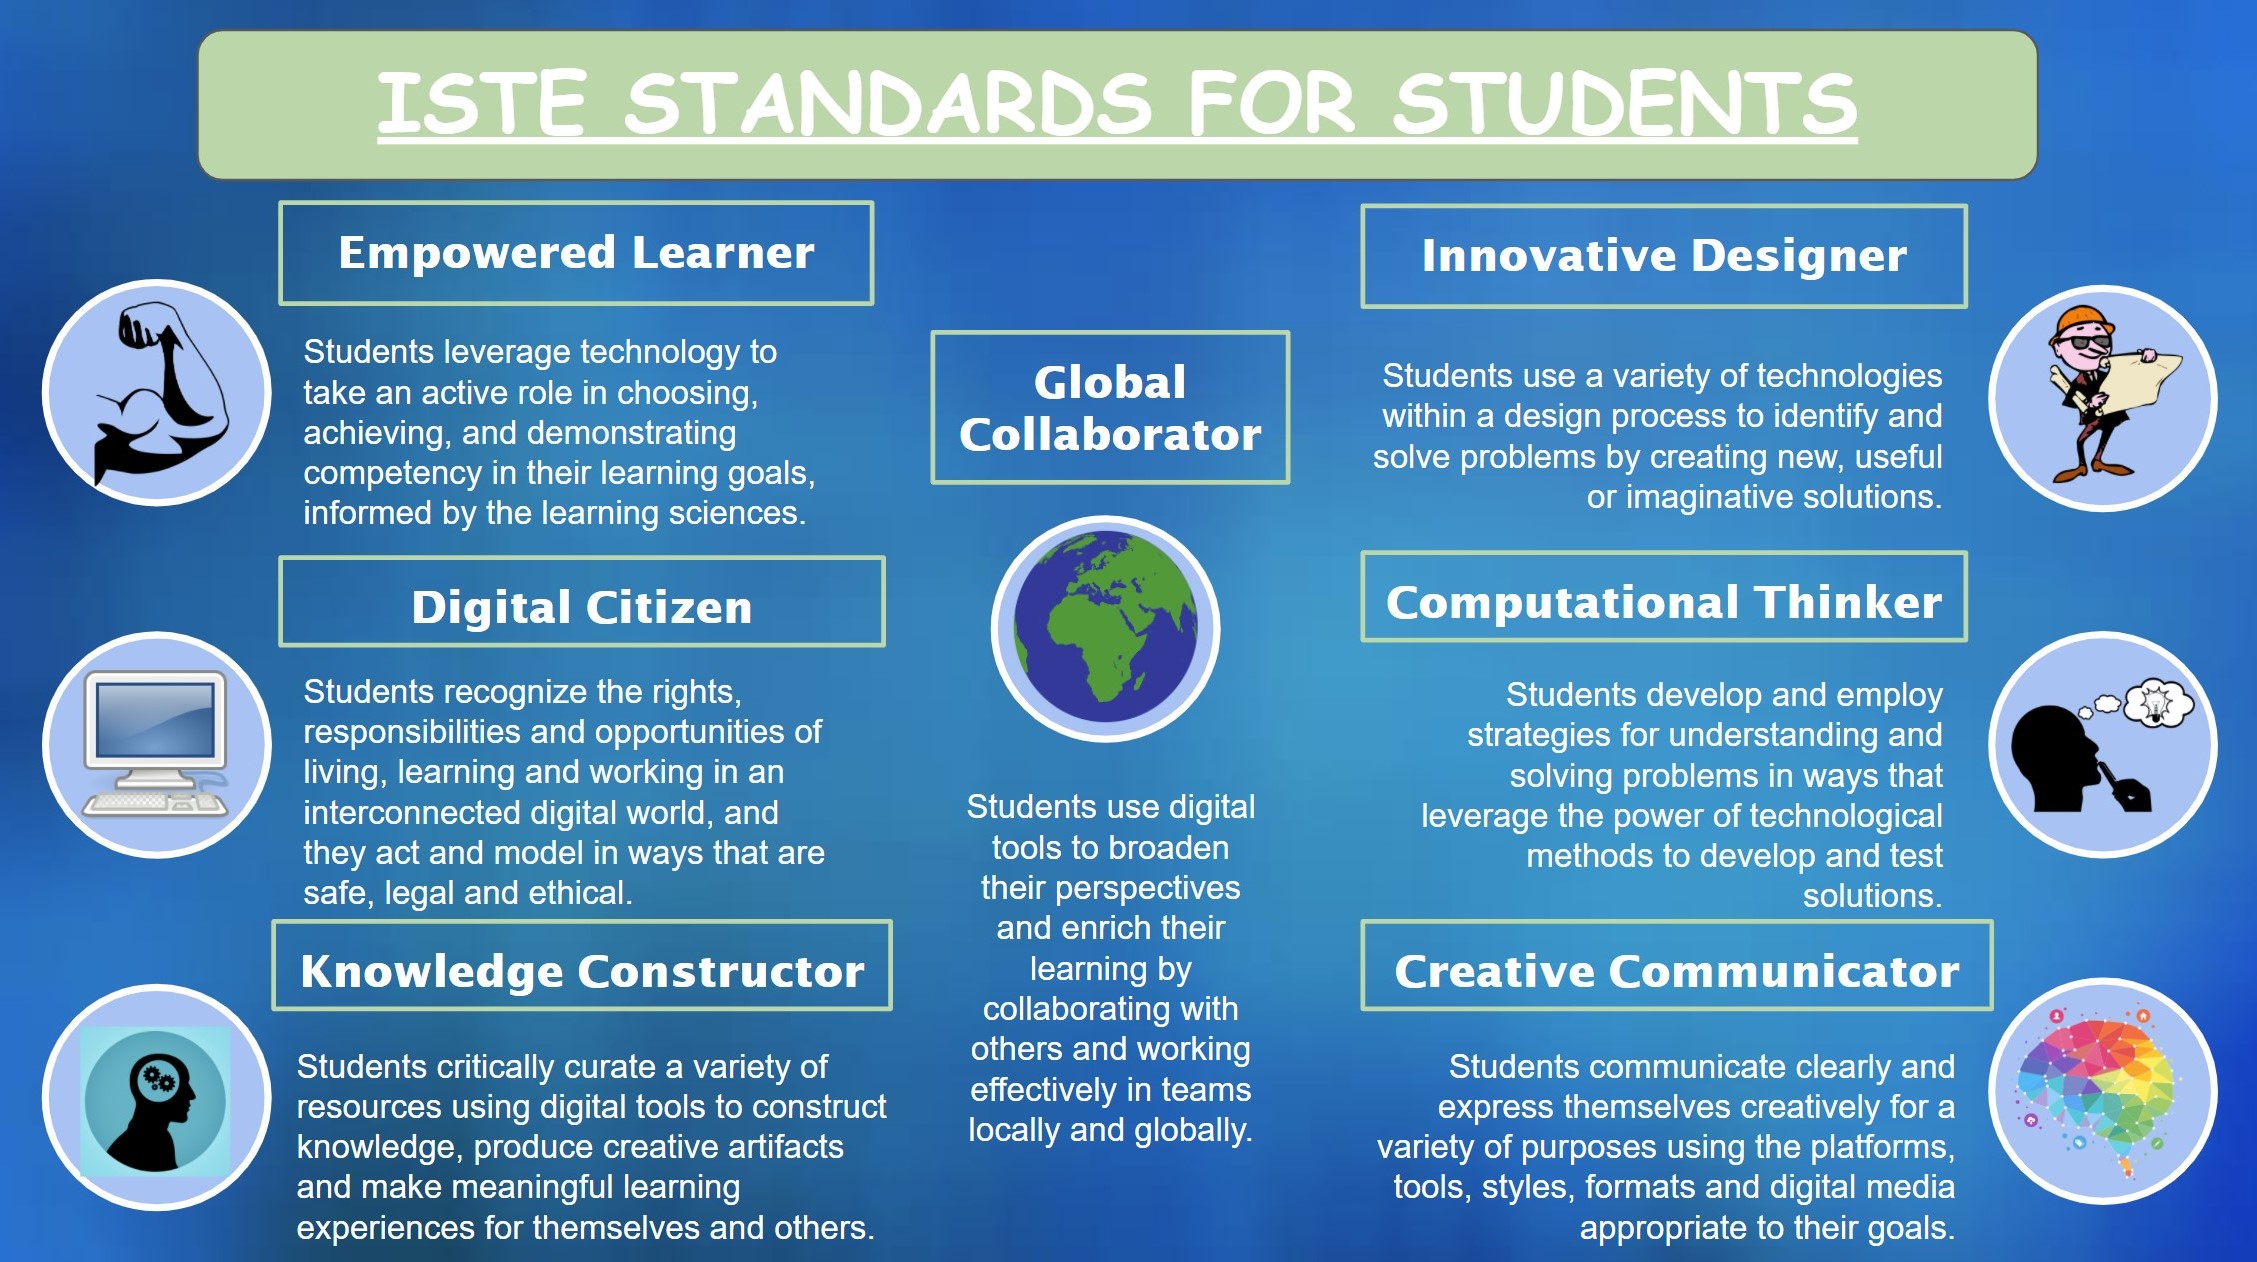 ISTE STANDARDS FOR STUDENTS
Empowered Learner
Students leverage technology to
take an active role in choosing,
achieving, and demonstrating
competency in their learning goals,
informed by the learning sciences.
Digital Citizen
Students recognize the rights,
responsibilities and opportunities of
living, learning and working in an
interconnected digital world, and
they act and model in ways that are
safe, legal and ethical.
Knowledge Constructor
Students critically curate a variety of
resources using digital tools to construct
knowledge, produce creative artifacts
and make meaningful learning
experiences for themselves and others.
Global
Collaborator
Students use digital
tools to broaden
their perspectives
and enrich their
learning by
collaborating with
others and working
effectively in teams
locally and globally.
Innovative Designer
Students use a variety of technologies
within a design process to identify and
solve problems by creating new, useful
or imaginative solutions.
Computational Thinker
Students develop and employ
strategies for understanding and
solving problems in ways that
leverage the power of technological
methods to develop and test
solutions.
Creative Communicator
Students communicate clearly and
express themselves creatively for a
variety of purposes using the platforms,
tools, styles, formats and digital media
appropriate to their goals.